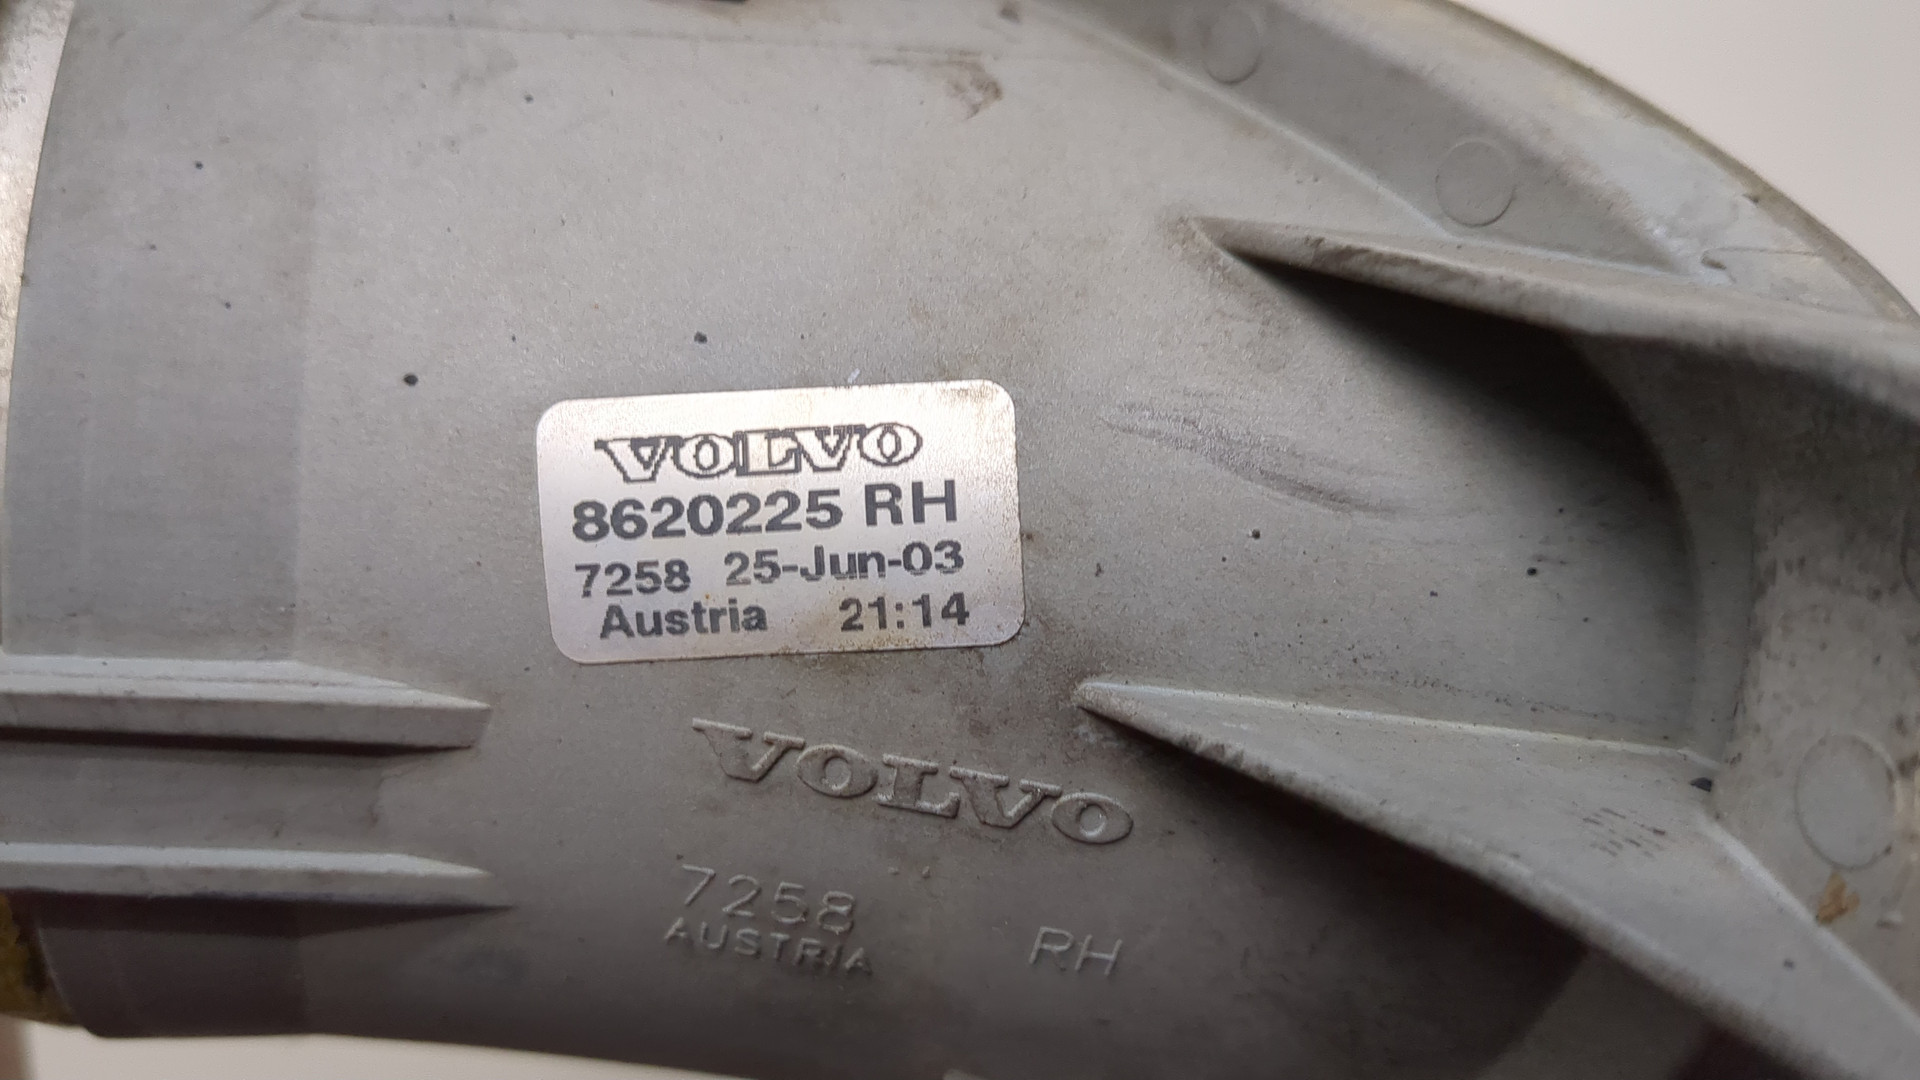 VOLVO
8620225 RH
7258 25-Jun-03
Austria 21:14
VOLVO
7258
AUSTRIA RH